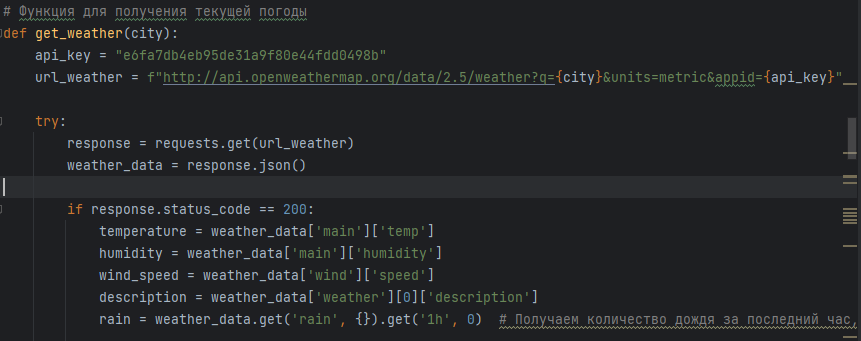 # Функция для получения текущей погоды
def get_weather(city):
    api_key = "e6fa7db4eb95de31a9f80e44fdd0498b"
    url_weather = f"http://api.openweathermap.org/data/2.5/weather?q={city}&units=metric&appid={api_key}"
    try:
        response = requests.get(url_weather)
        weather_data = response.json()
        if response.status_code == 200:
            temperature = weather_data['main']['temp']
            humidity = weather_data['main']['humidity']
            wind_speed = weather_data['wind']['speed']
            description = weather_data['weather'][0]['description']
            rain = weather_data.get('rain', {}).get('1h', 0)  # Получаем количество дождя за последний час,